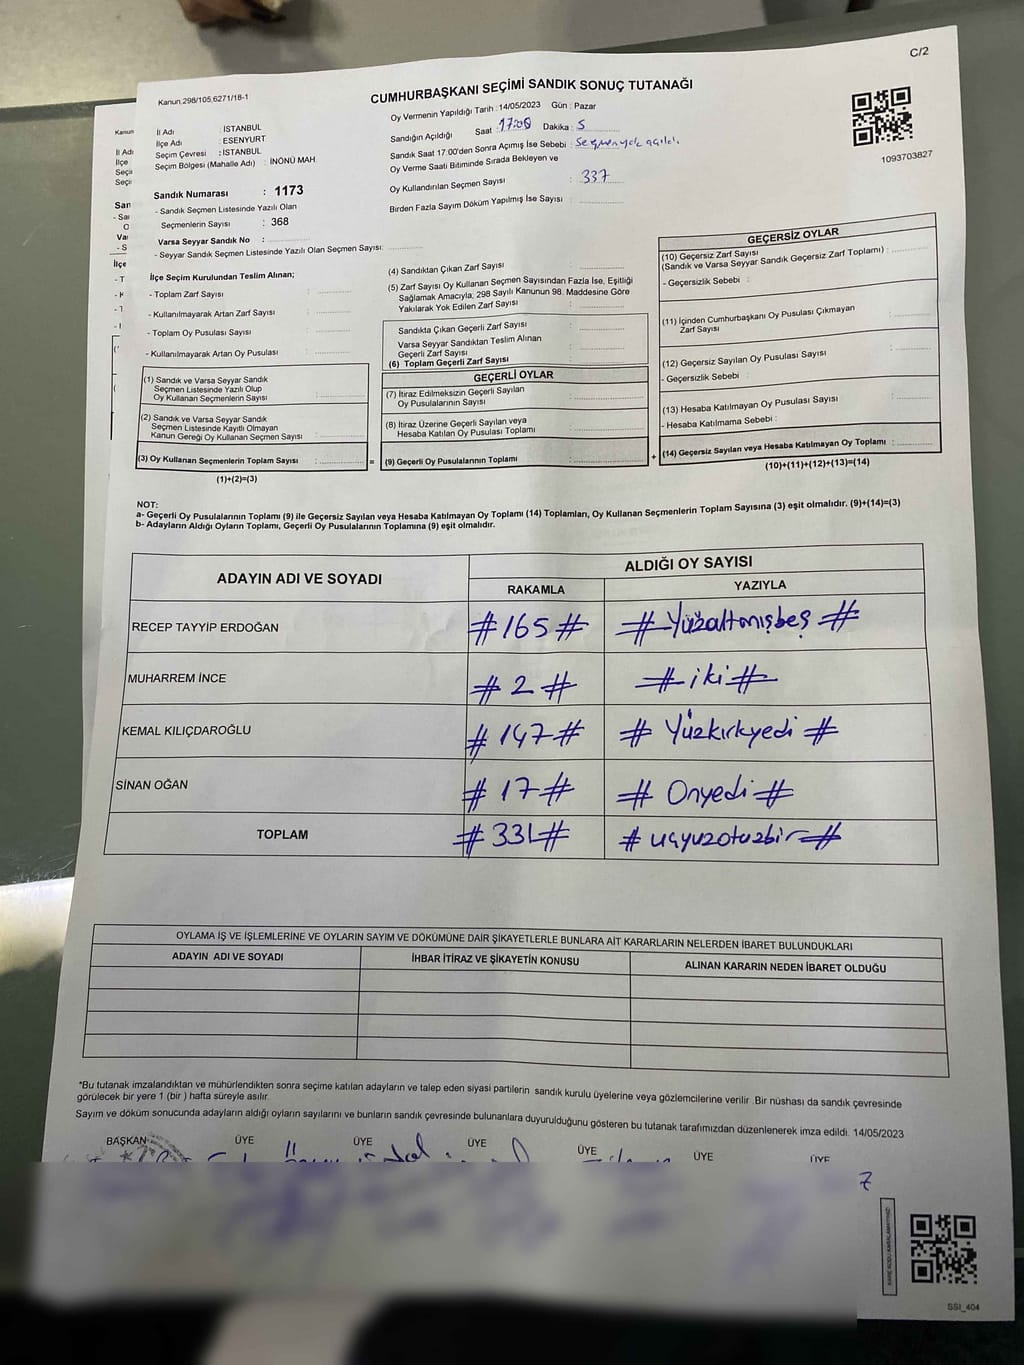 C/2
Kanun.298/105,6271/18-1
CUMHURBAŞKANI SEÇİMİ SANDIK SONUÇ TUTANAĞI
İl Adı : İSTANBUL
İlçe Adı : ESENYURT
Seçim Çevresi : İSTANBUL
Seçim Bölgesi (Mahalle Adı) : İNÖNÜ MAH
Sandık Numarası : 1173
- Sandık Seçmen Listesinde Yazılı Olan
Seçmenlerin Sayısı : 368
Varsa Seyyar Sandık No :
- Seyyar Sandık Seçmen Listesinde Yazılı Olan Seçmen Sayısı:
Oy Vermenin Yapıldığı Tarih : 14/05/2023 Gün : Pazar
Sandığın Açıldığı Saat : Dakika : 5
Sandık Saat 17:00'den Sonra Açımış İse Sebebi :
Oy Verme Saati Bitiminde Sırada Bekleyen ve
Oy Kullandırılan Seçmen Sayısı : 337
Birden Fazla Sayım Döküm Yapılmış İse Sayısı :
1093703827
İlçe Seçim Kurulundan Teslim Alınan;
- Toplam Zarf Sayısı :
- Kullanılmayarak Artan Zarf Sayısı :
- Toplam Oy Pusulası Sayısı :
- Kullanılmayarak Artan Oy Pusulası :
(1) Sandık ve Varsa Seyyar Sandık
Seçmen Listesinde Yazılı Olup
Oy Kullanan Seçmenlerin Sayısı :
(2) Sandık ve Varsa Seyyar Sandık
Seçmen Listesinde Kayıtlı Olmayan
Kanun Gereği Oy Kullanan Seçmen Sayısı :
(3) Oy Kullanan Seçmenlerin Toplam Sayısı :
(1)+(2)=(3)
=
(4) Sandıktan Çıkan Zarf Sayısı :
(5) Zarf Sayısı Oy Kullanan Seçmen Sayısından Fazla İse, Eşitliği
Sağlamak Amacıyla; 298 Sayılı Kanunun 98. Maddesine Göre
Yakılarak Yok Edilen Zarf Sayısı :
Sandıkta Çıkan Geçerli Zarf Sayısı :
Varsa Seyyar Sandıktan Teslim Alınan
Geçerli Zarf Sayısı :
(6) Toplam Geçerli Zarf Sayısı :
GEÇERLİ OYLAR
(7) İtiraz Edilmeksizin Geçerli Sayılan
Oy Pusulalarının Sayısı :
(8) İtiraz Üzerine Geçerli Sayılan veya
Hesaba Katılan Oy Pusulası Toplamı :
(9) Geçerli Oy Pusulalarının Toplamı :
+
GEÇERSİZ OYLAR
(10) Geçersiz Zarf Sayısı
(Sandık ve Varsa Seyyar Sandık Geçersiz Zarf Toplamı) :
- Geçersizlik Sebebi :
(11) İçinden Cumhurbaşkanı Oy Pusulası Çıkmayan
Zarf Sayısı :
(12) Geçersiz Sayılan Oy Pusulası Sayısı :
- Geçersizlik Sebebi :
(13) Hesaba Katılmayan Oy Pusulası Sayısı :
- Hesaba Katılmama Sebebi :
(14) Geçersiz Sayılan veya Hesaba Katılmayan Oy Toplamı :
(10)+(11)+(12)+(13)=(14)
NOT:
a- Geçerli Oy Pusulalarının Toplamı (9) ile Geçersiz Sayılan veya Hesaba Katılmayan Oy Toplamı (14) Toplamları, Oy Kullanan Seçmenlerin Toplam Sayısına (3) eşit olmalıdır. (9)+(14)=(3)
b- Adayların Aldığı Oyların Toplamı, Geçerli Oy Pusulalarının Toplamına (9) eşit olmalıdır.
ADAYIN ADI VE SOYADI ALDIĞI OY SAYISI
RAKAMLA YAZIYLA
RECEP TAYYİP ERDOĞAN #165# #Yüzaltmışbeş#
MUHARREM İNCE #2# #iki#
KEMAL KILIÇDAROĞLU #147# #Yüzkırkyedi#
SİNAN OĞAN #17# #Onyedi#
TOPLAM #331# #üçyüzotuzbir#
OYLAMA İŞ VE İŞLEMLERİNE VE OYLARIN SAYIM VE DÖKÜMÜNE DAİR ŞİKAYETLERLE BUNLARA AİT KARARLARIN NELERDEN İBARET BULUNDUKLARI
ADAYIN ADI VE SOYADI İHBAR İTİRAZ VE ŞİKAYETİN KONUSU ALINAN KARARIN NEDEN İBARET OLDUĞU
*Bu tutanak imzalandıktan ve mühürlendikten sonra seçime katılan adayların ve talep eden siyasi partilerin sandık kurulu üyelerine veya gözlemcilerine verilir .Bir nüshası da sandık çevresinde
görülecek bir yere 1 (bir ) hafta süreyle asılır.
Sayım ve döküm sonucunda adayların aldığı oyların sayılarını ve bunların sandık çevresinde bulunanlara duyurulduğunu gösteren bu tutanak tarafımızdan düzenlenerek imza edildi. 14/05/2023
BAŞKAN ÜYE ÜYE ÜYE ÜYE ÜYE ÜYE
SSI_404